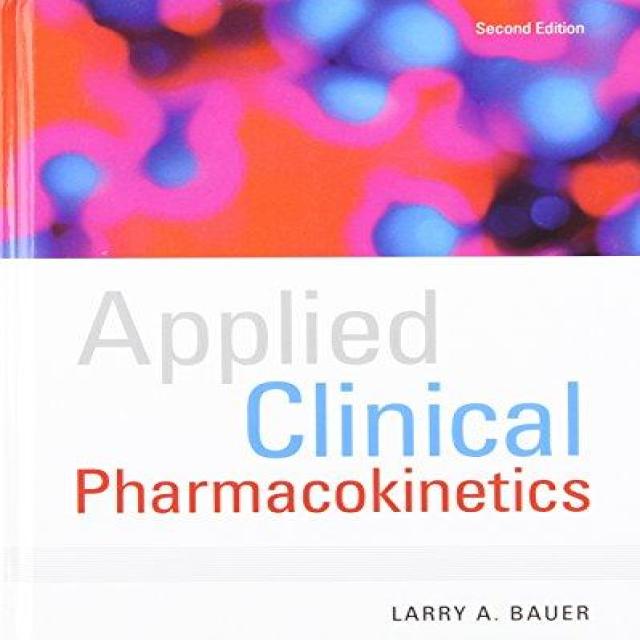 Second Edition
Applied
Clinical
Pharmacokinetics
LARRY A. BAUER